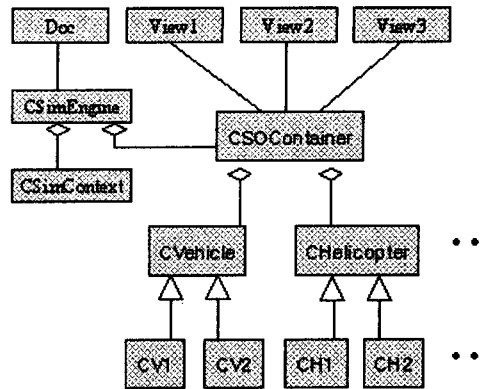 Doc View1 View2 View3
CSimEngine
CSOContainer
CSimContext
CVehicle CHelicopter
CV1 CV2 CH1 CH2